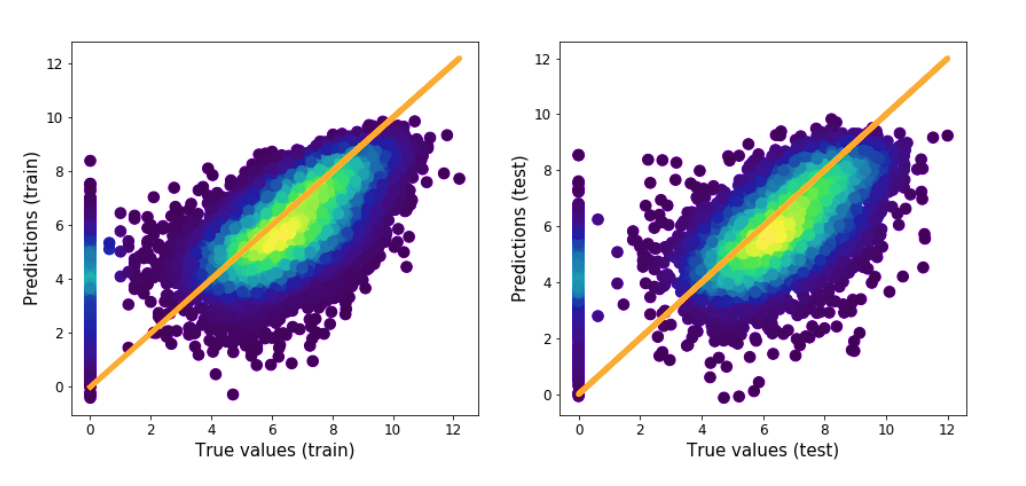 12
10
8
6
4
2
0
Predictions (train)
0 2 4 6 8 10 12
True values (train)
12
10
8
6
4
2
0
Predictions (test)
0 2 4 6 8 10 12
True values (test)